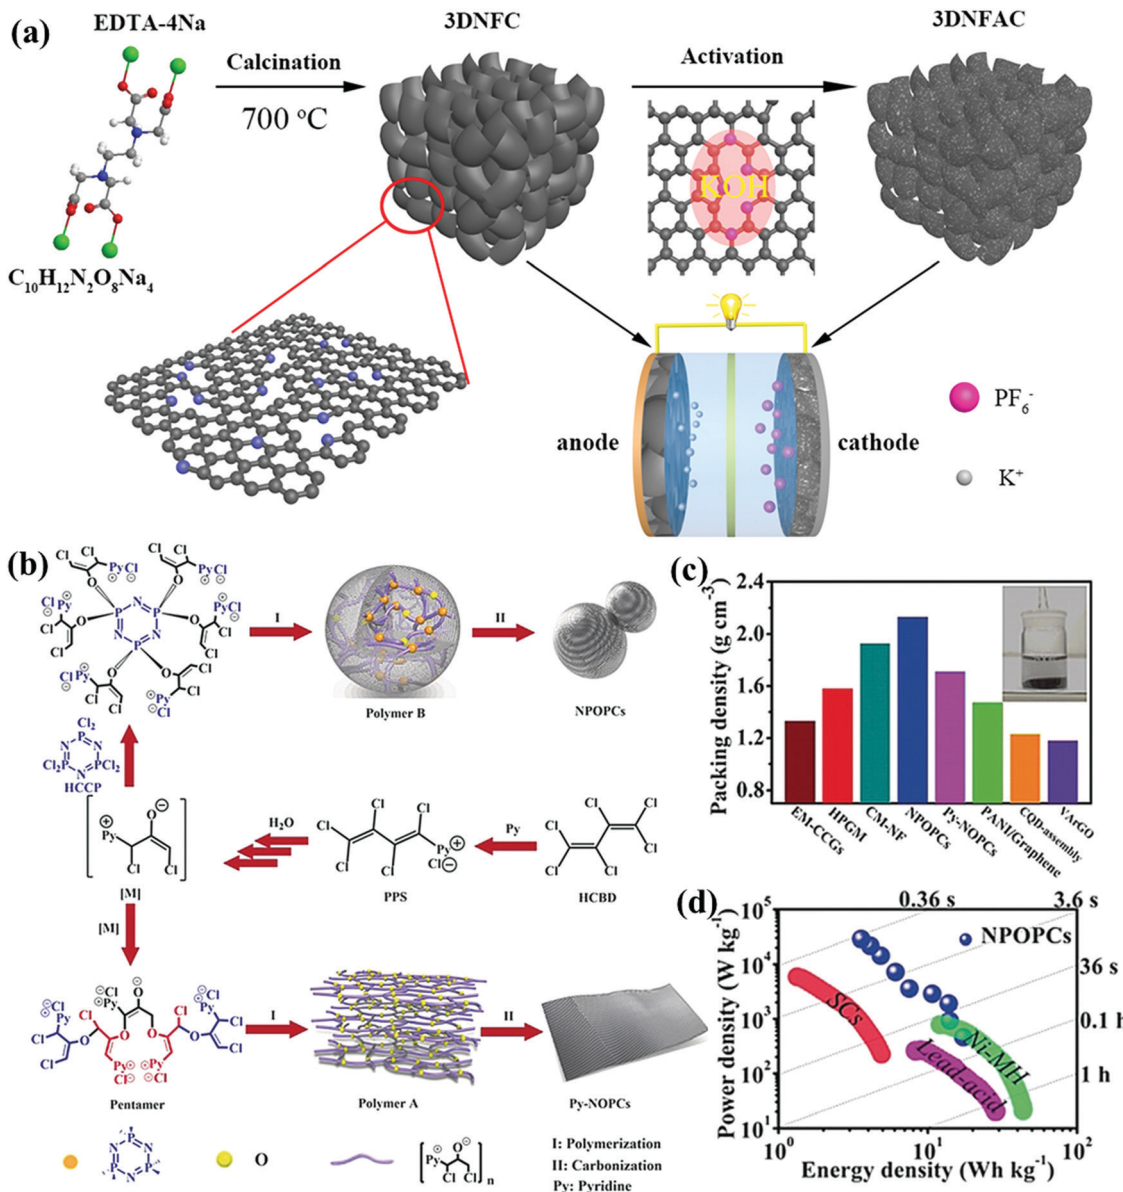 (a)
EDTA-4Na
C10H12N2O8Na4
Calcination
700 °C
3DNFC
Activation
KOH
3DNFAC
anode
cathode
PF6-
K+
(b)
Cl
PyCl
O
N
P
I
Polymer B
II
NPOPCs
Cl2
N
P
HCCP
Py
O
Cl
[M]
H2O
PPS
Py
HCBD
[M]
Pentamer
I
Polymer A
II
Py-NOPCs
O
n
I: Polymerization
II: Carbonization
Py: Pyridine
(c)
Packing density (g cm-3)
2.4
2.0
1.6
1.2
0.8
EM-CCGs
HPGM
CM-NF
NPOPCs
Py-NOPCs
PANI/Graphene
CQD-assembly
VArGO
(d)
0.36 s
3.6 s
36 s
0.1 h
1 h
Power density (W kg-1)
10^5
10^4
10^3
10^2
10^1
NPOPCs
SCs
Ni-MH
Lead-acid
10^0
10^1
10^2
Energy density (Wh kg-1)